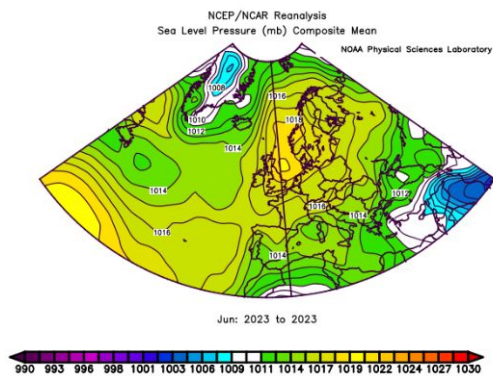 NCEP/NCAR Reanalysis
Sea Level Pressure (mb) Composite Mean
NOAA Physical Sciences Laboratory
1008
1016
1018
1010
1012
1014
1014
1012
1016
1014
1016
1014
Jun: 2023 to 2023
990 993 996 998 1001 1003 1006 1009 1011 1014 1017 1019 1022 1024 1027 1030